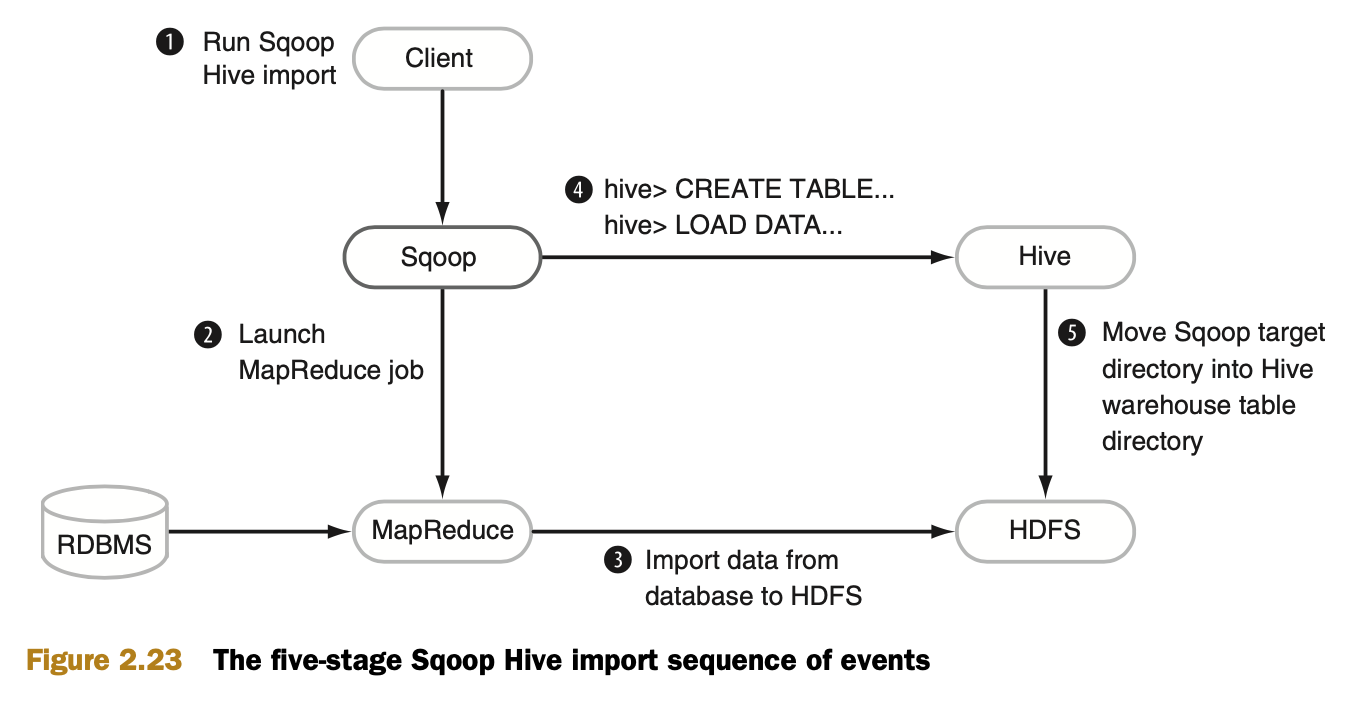 ❶ Run Sqoop
Hive import
Client
❹ hive> CREATE TABLE...
hive> LOAD DATA...
Sqoop
Hive
❷ Launch
MapReduce job
❺ Move Sqoop target
directory into Hive
warehouse table
directory
RDBMS
MapReduce
HDFS
❸ Import data from
database to HDFS
Figure 2.23 The five-stage Sqoop Hive import sequence of events